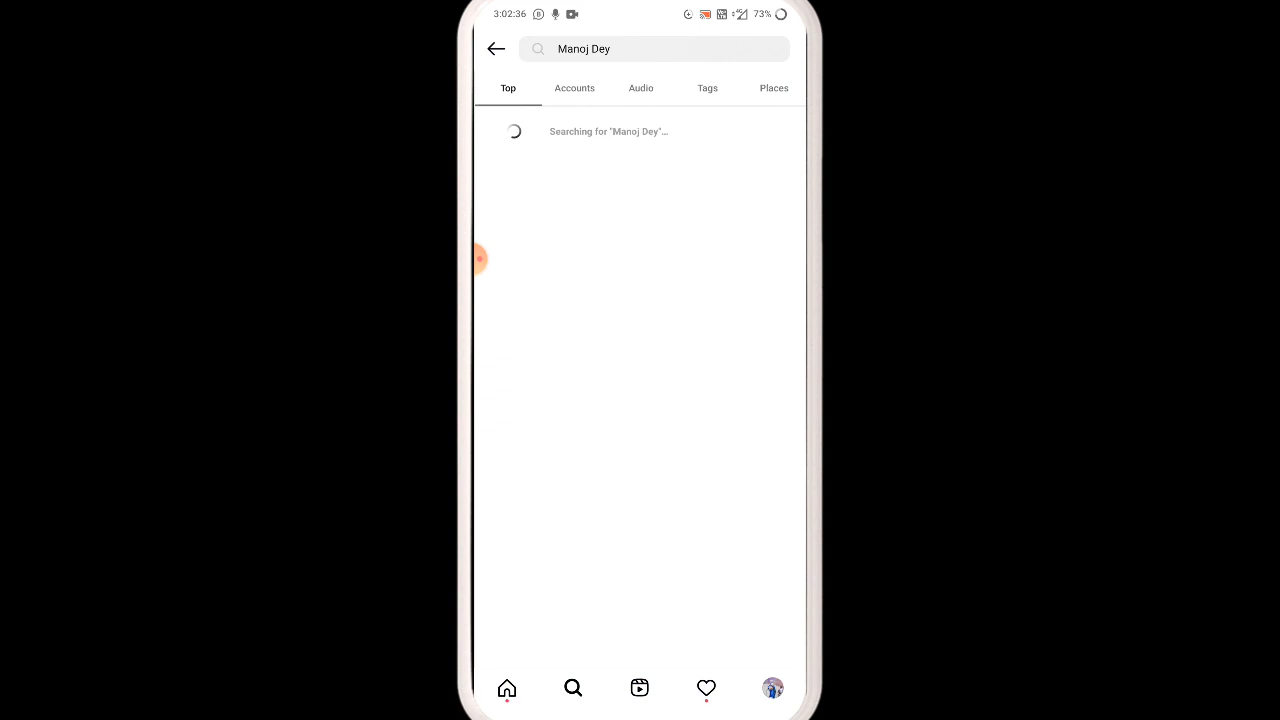 3:02:36
73%
Manoj Dey
Top Accounts Audio Tags Places
Searching for "Manoj Dey"...